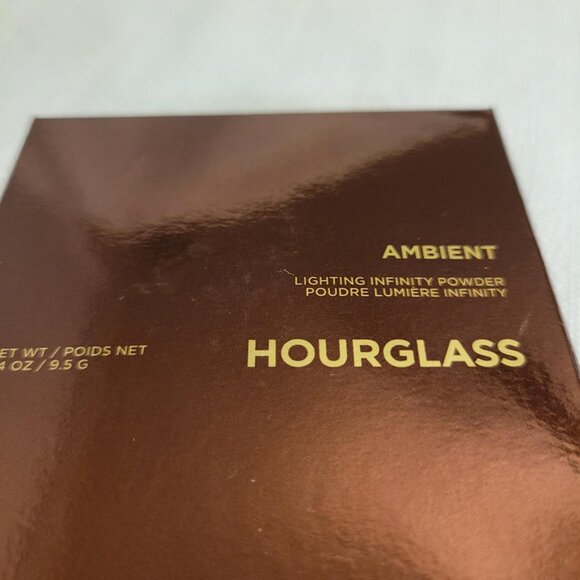 AMBIENT
LIGHTING INFINITY POWDER
POUDRE LUMIÈRE INFINITY
ET WT / POIDS NET
4 OZ / 9.5 G
HOURGLASS